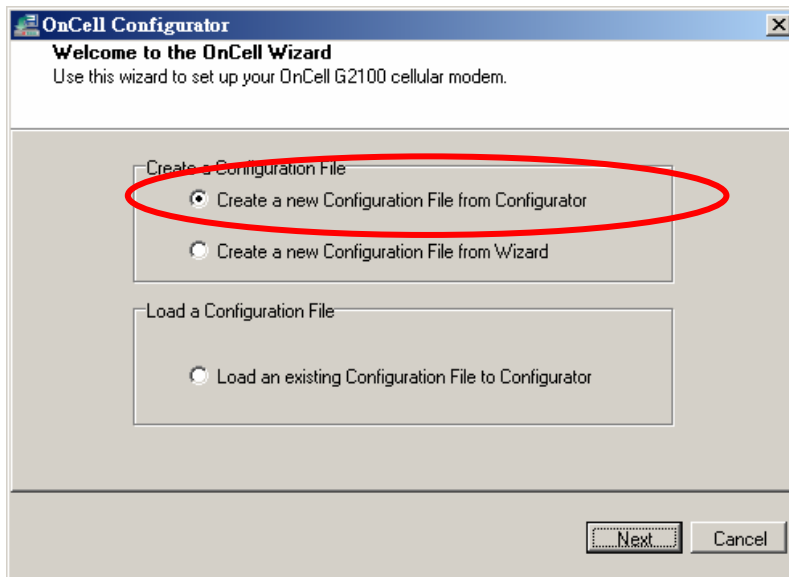 OnCell Configurator
Welcome to the OnCell Wizard
Use this wizard to set up your OnCell G2100 cellular modem.
Create a Configuration File
Create a new Configuration File from Configurator
Create a new Configuration File from Wizard
Load a Configuration File
Load an existing Configuration File to Configurator
Next Cancel